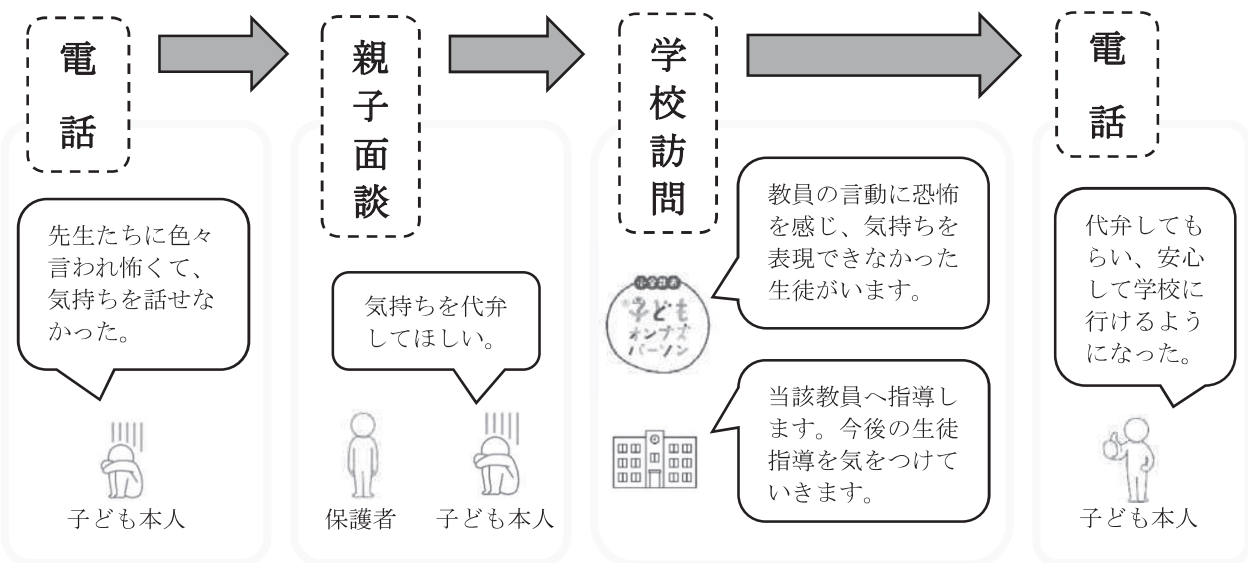 電話
先生たちに色々
言われ怖くて、
気持ちを話せな
かった。
子ども本人
親子面談
気持ちを代弁
してほしい。
保護者
子ども本人
学校訪問
教員の言動に恐怖
を感じ、気持ちを
表現できなかった
生徒がいます。
子ども
オンブズ
パーソン
当該教員へ指導し
ます。今後の生徒
指導を気をつけて
いきます。
電話
代弁しても
らい、安心
して学校に
行けるよう
になった。
子ども本人